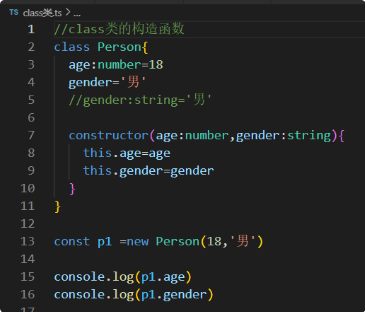 TS class类.ts > ...
1 //class类的构造函数
2 class Person{
3 age:number=18
4 gender='男'
5 //gender:string='男'
6
7 constructor(age:number,gender:string){
8 this.age=age
9 this.gender=gender
10 }
11 }
12
13 const p1 =new Person(18,'男')
14
15 console.log(p1.age)
16 console.log(p1.gender)
17